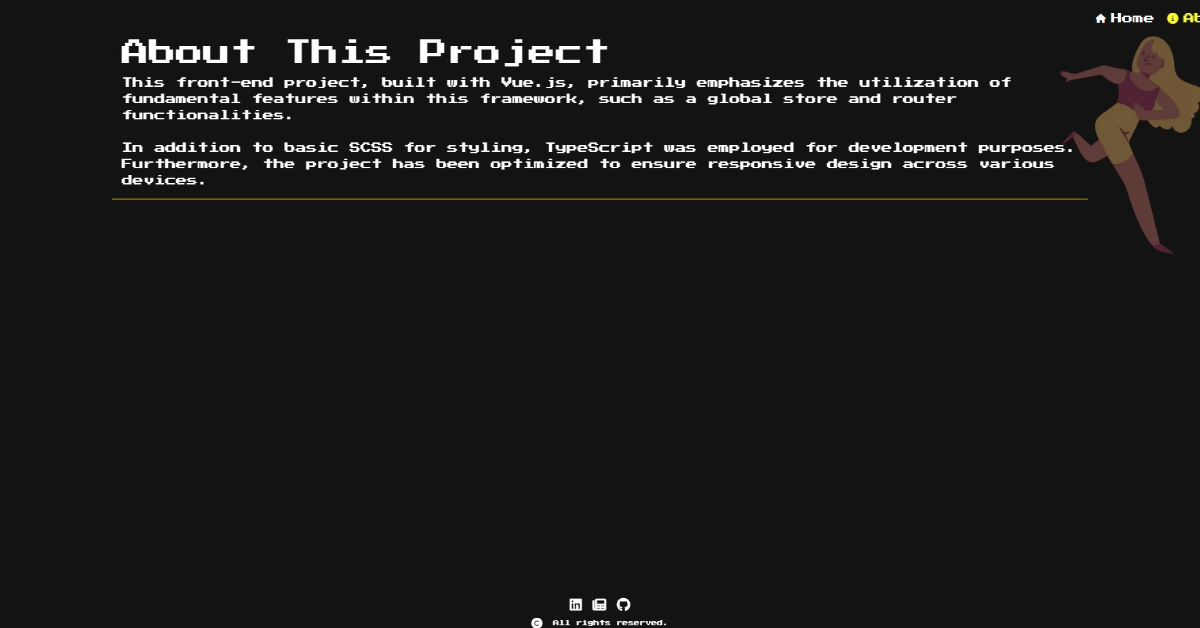 Home Ab
About This Project
This front-end project, built with Vue.js, primarily emphasizes the utilization of
fundamental features within this framework, such as a global store and router
functionalities.
In addition to basic SCSS for styling, TypeScript was employed for development purposes.
Furthermore, the project has been optimized to ensure responsive design across various
devices.
in
C All rights reserved.